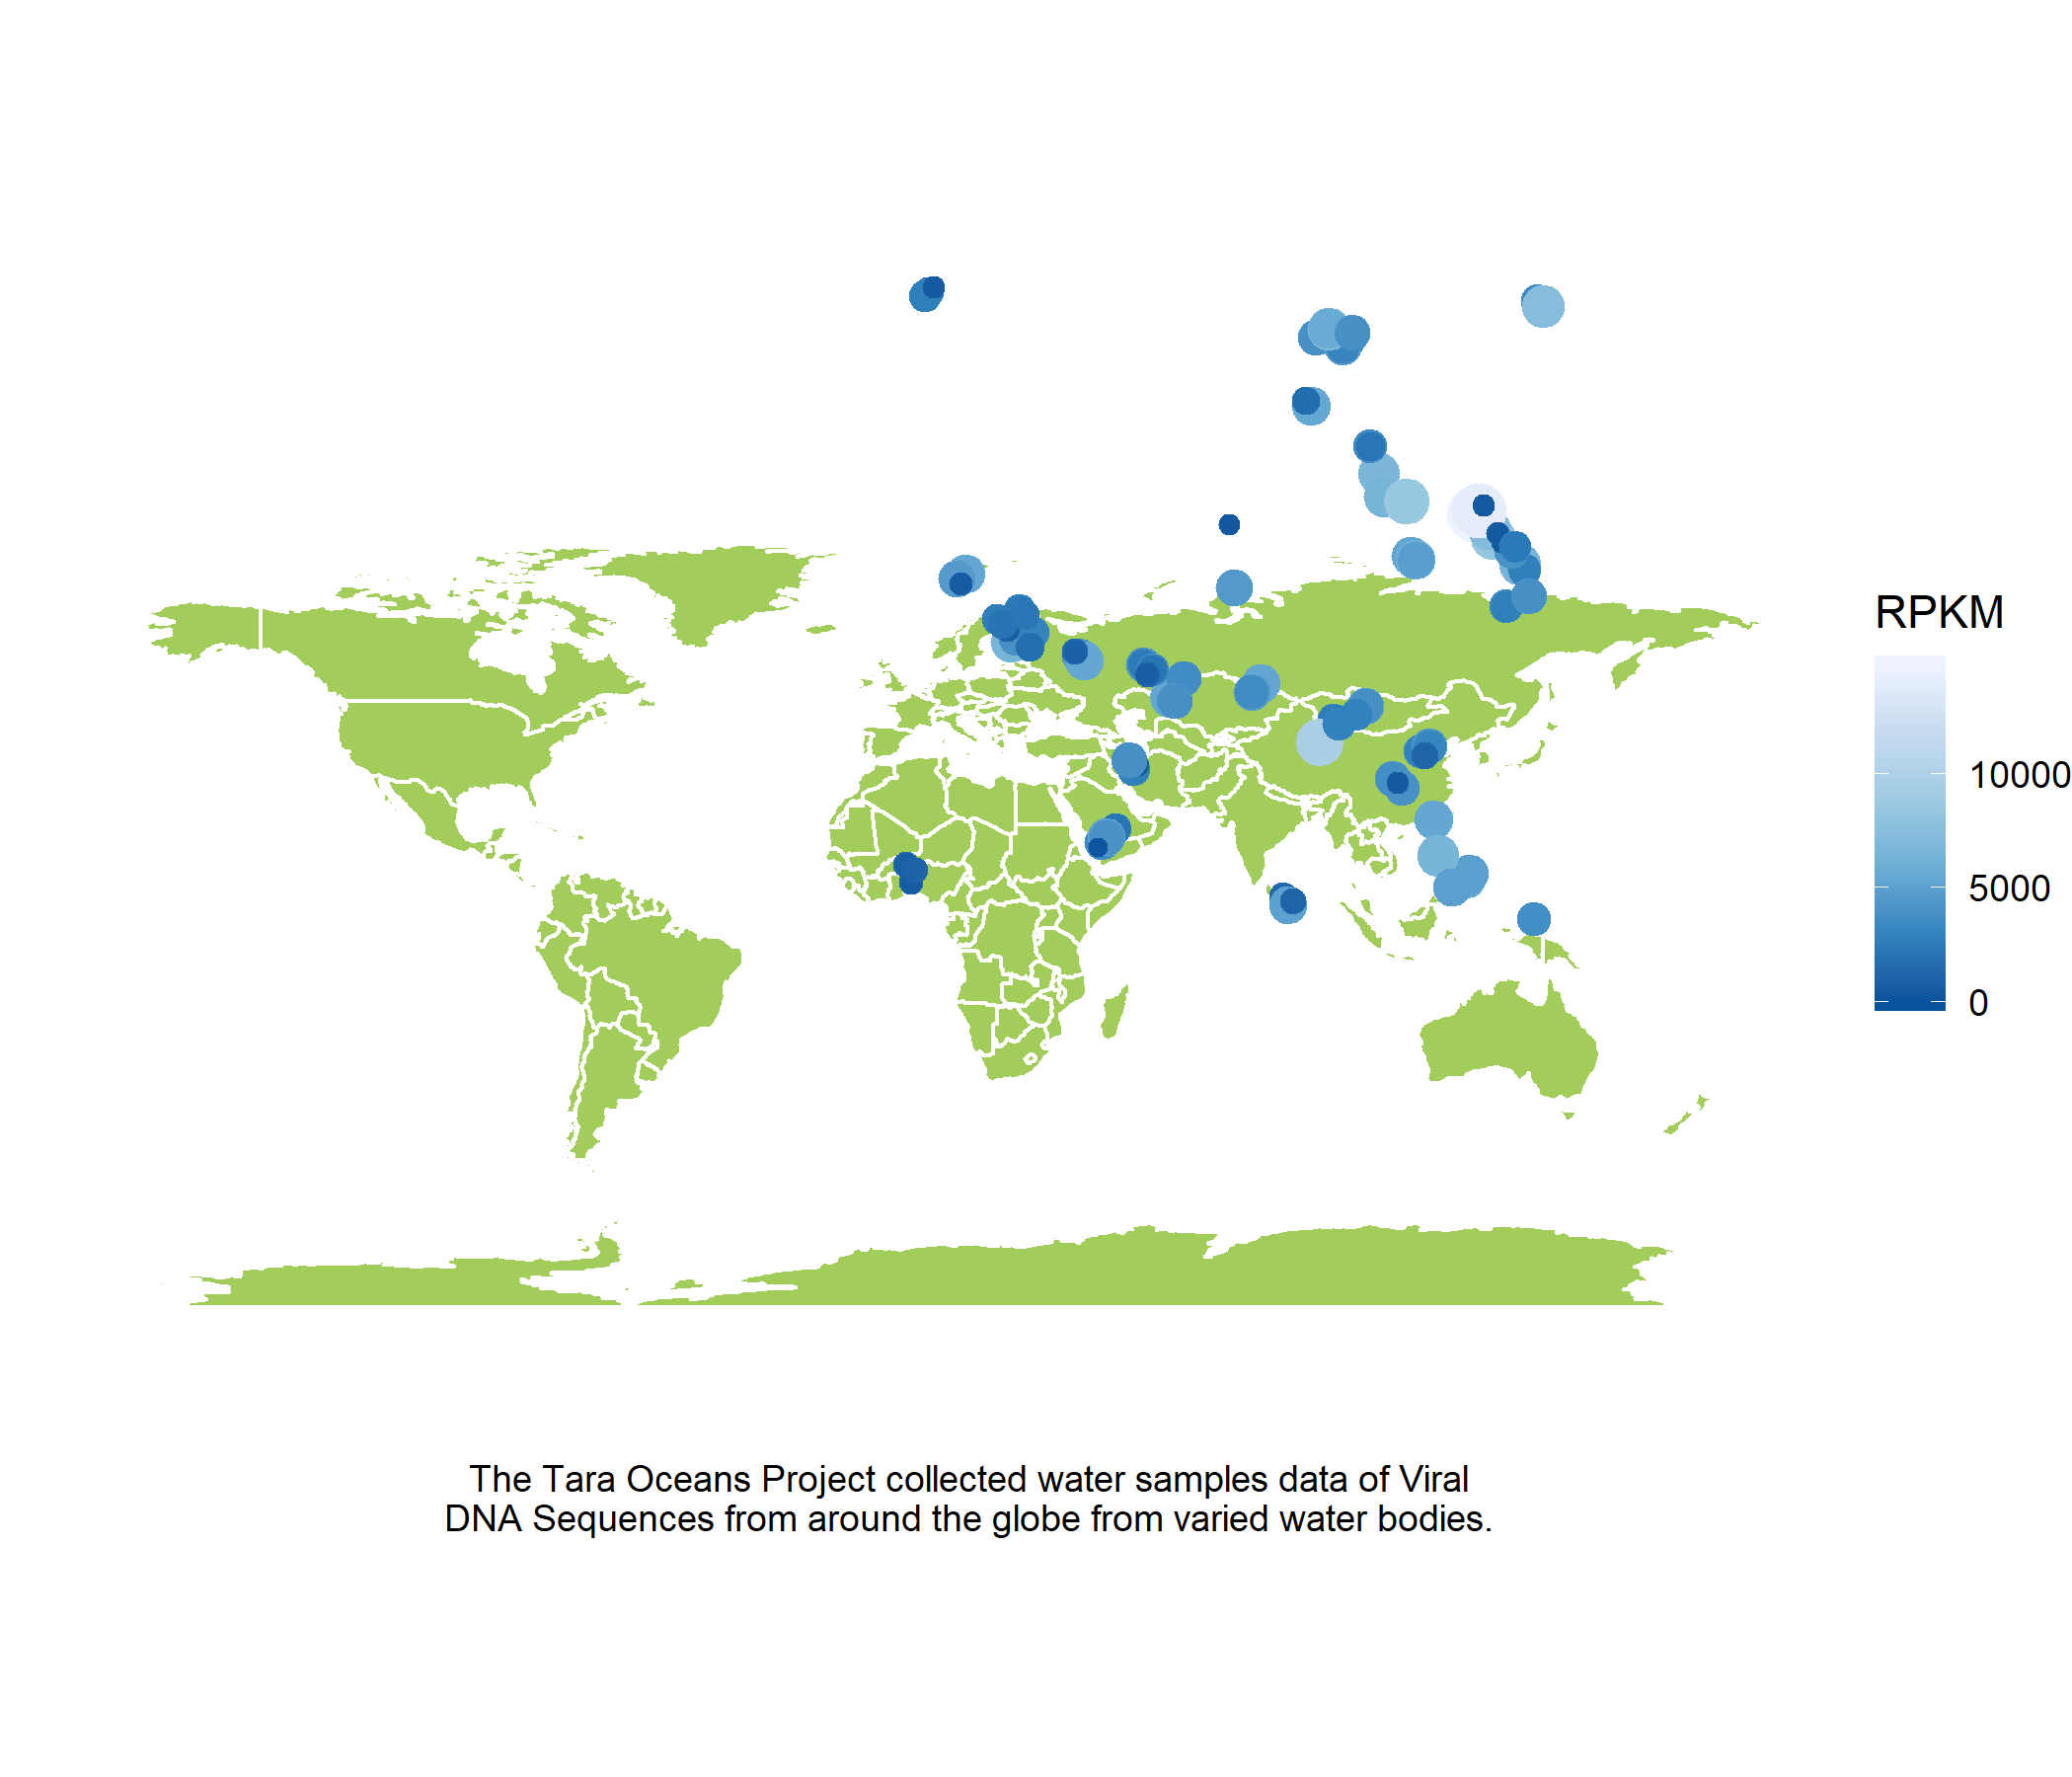 RPKM
10000
5000
0
The Tara Oceans Project collected water samples data of Viral
DNA Sequences from around the globe from varied water bodies.